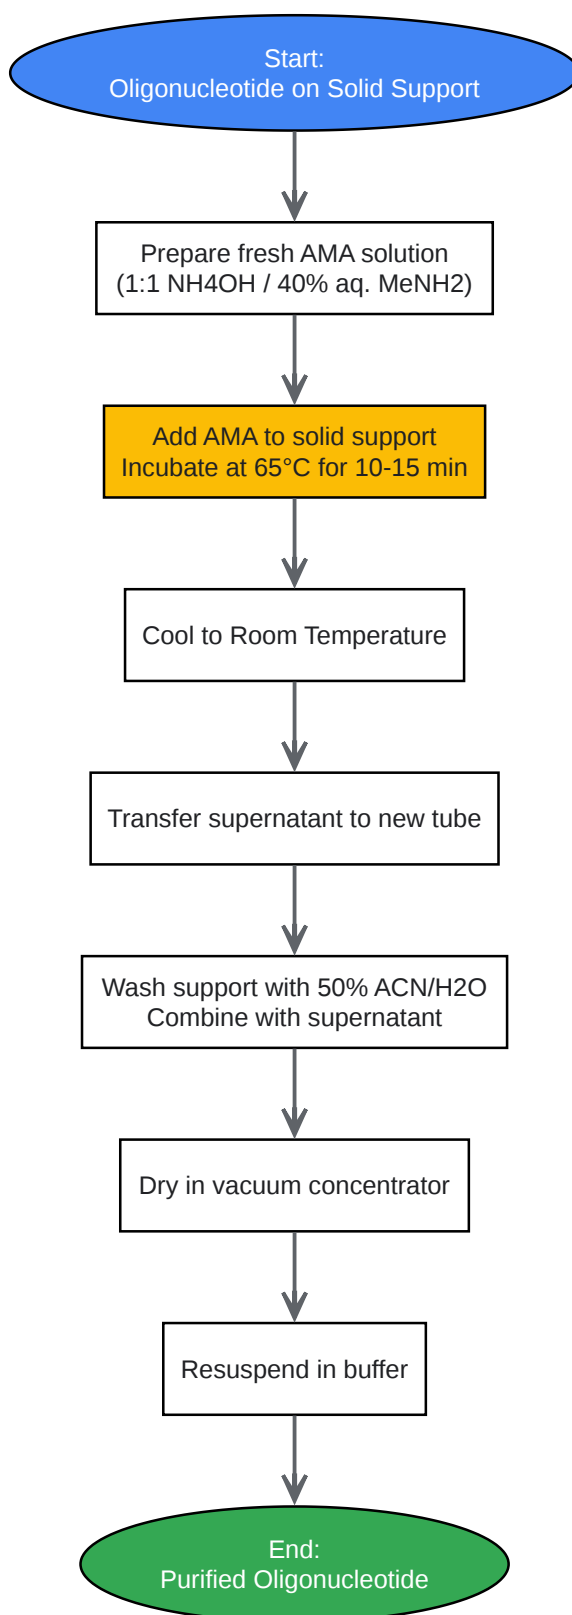 Start:
Oligonucleotide on Solid Support
Prepare fresh AMA solution
(1:1 NH4OH / 40% aq. MeNH2)
Add AMA to solid support
Incubate at 65°C for 10-15 min
Cool to Room Temperature
Transfer supernatant to new tube
Wash support with 50% ACN/H2O
Combine with supernatant
Dry in vacuum concentrator
Resuspend in buffer
End:
Purified Oligonucleotide